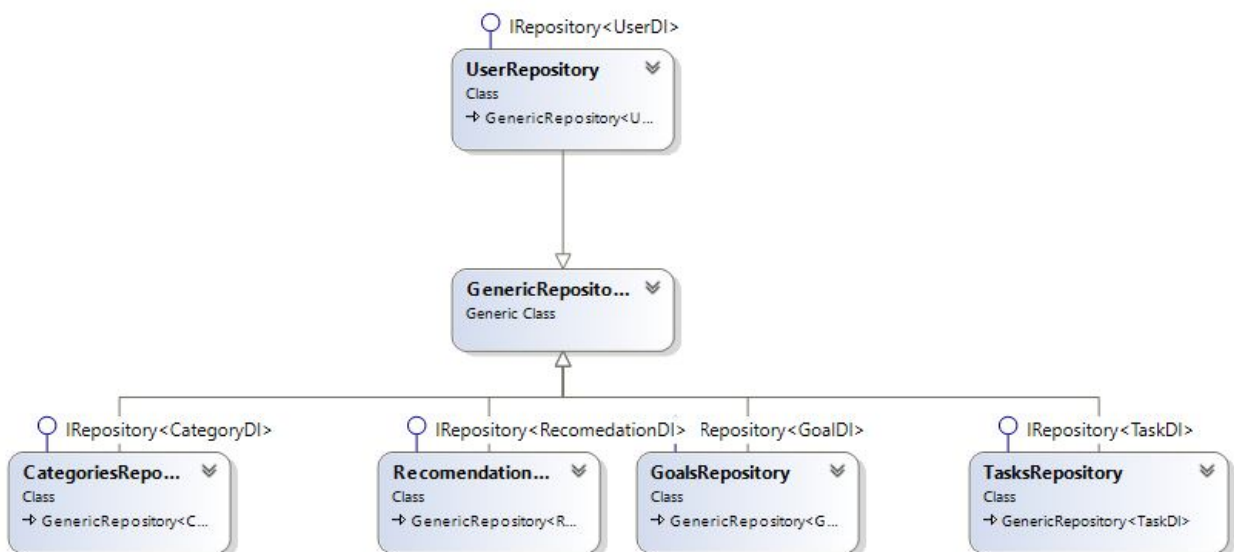 IRepository<UserDI>
UserRepository
Class
GenericRepository<U...
GenericReposito...
Generic Class
IRepository<CategoryDI>
IRepository<RecomedationDI>
Repository<GoalDI>
IRepository<TaskDI>
CategoriesRepo...
Class
GenericRepository<C...
Recomendation...
Class
GenericRepository<R...
GoalsRepository
Class
GenericRepository<G...
TasksRepository
Class
GenericRepository<TaskDI>